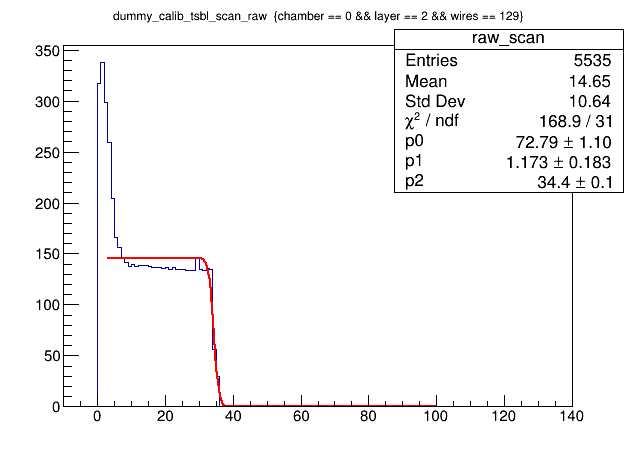 dummy_calib_tsbl_scan_raw {chamber == 0 && layer == 2 && wires == 129}
raw_scan
Entries 5535
Mean 14.65
Std Dev 10.64
χ² / ndf 168.9 / 31
p0 72.79 ± 1.10
p1 1.173 ± 0.183
p2 34.4 ± 0.1
350
300
250
200
150
100
50
0
0 20 40 60 80 100 120 140